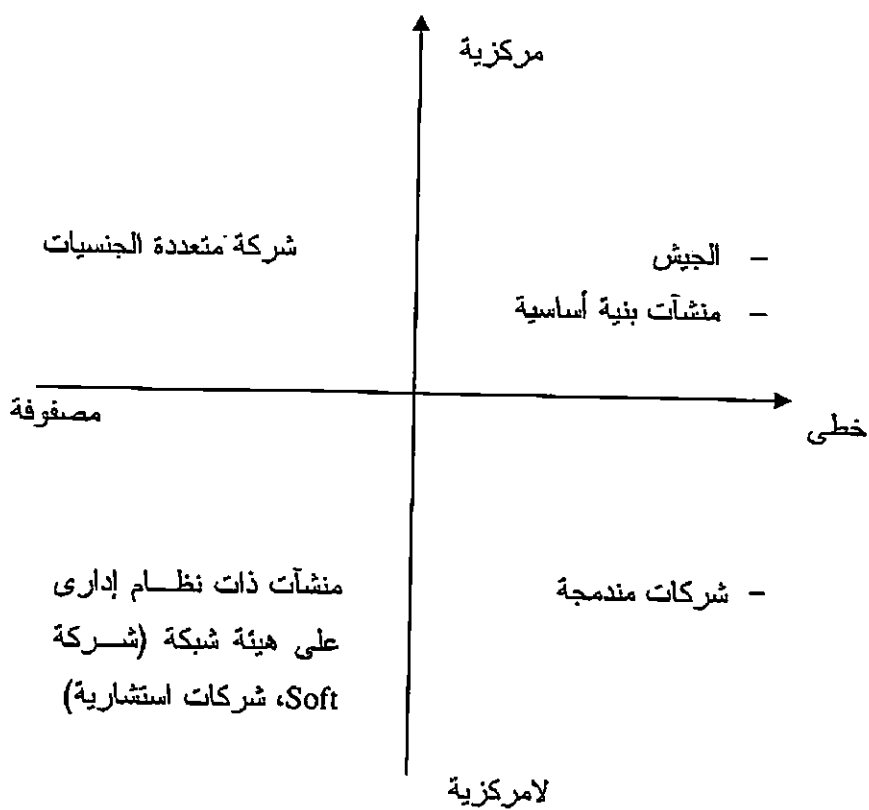 مركزية
– الجيش
– منشآت بنية أساسية
شركة متعددة الجنسيات
خطى
مصفوفة
– شركات مندمجة
منشآت ذات نظام إدارى
على هيئة شبكة (شركة
Soft، شركات استشارية)
لامركزية